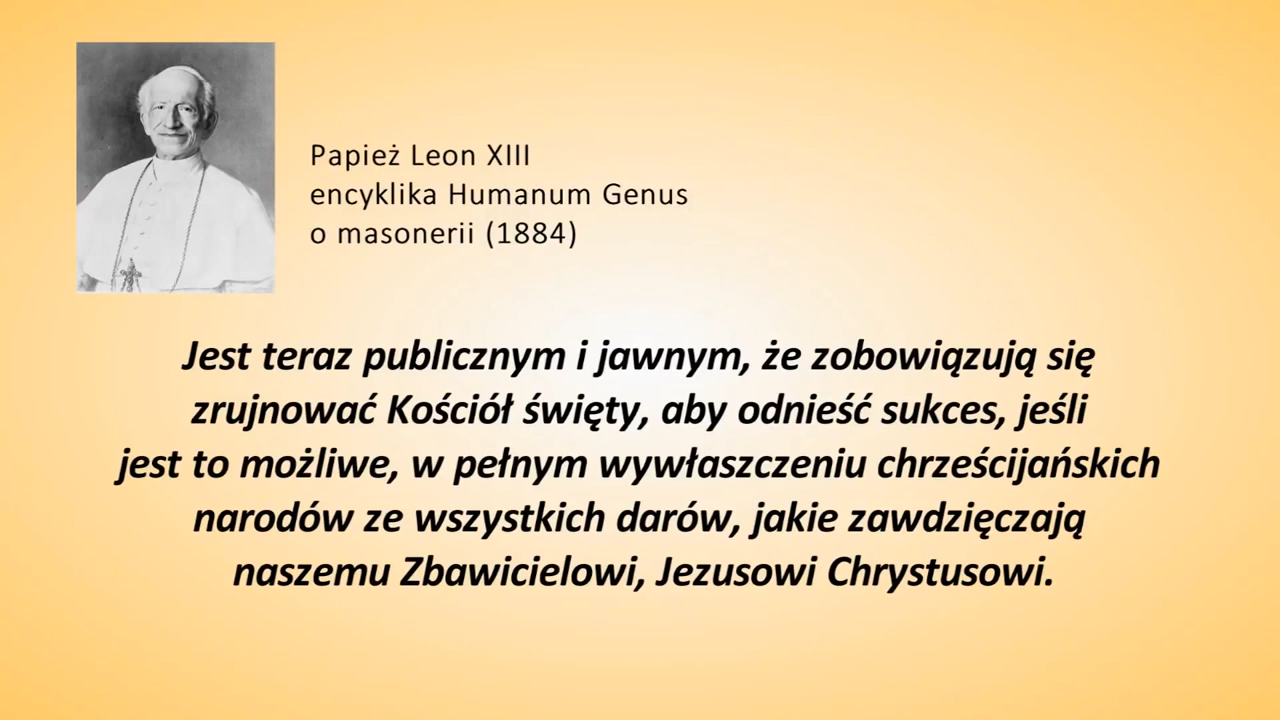 Papież Leon XIII
encyklika Humanum Genus
o masonerii (1884)
Jest teraz publicznym i jawnym, że zobowiązują się
zrujnować Kościół święty, aby odnieść sukces, jeśli
jest to możliwe, w pełnym wywłaszczeniu chrześcijańskich
narodów ze wszystkich darów, jakie zawdzięczają
naszemu Zbawicielowi, Jezusowi Chrystusowi.